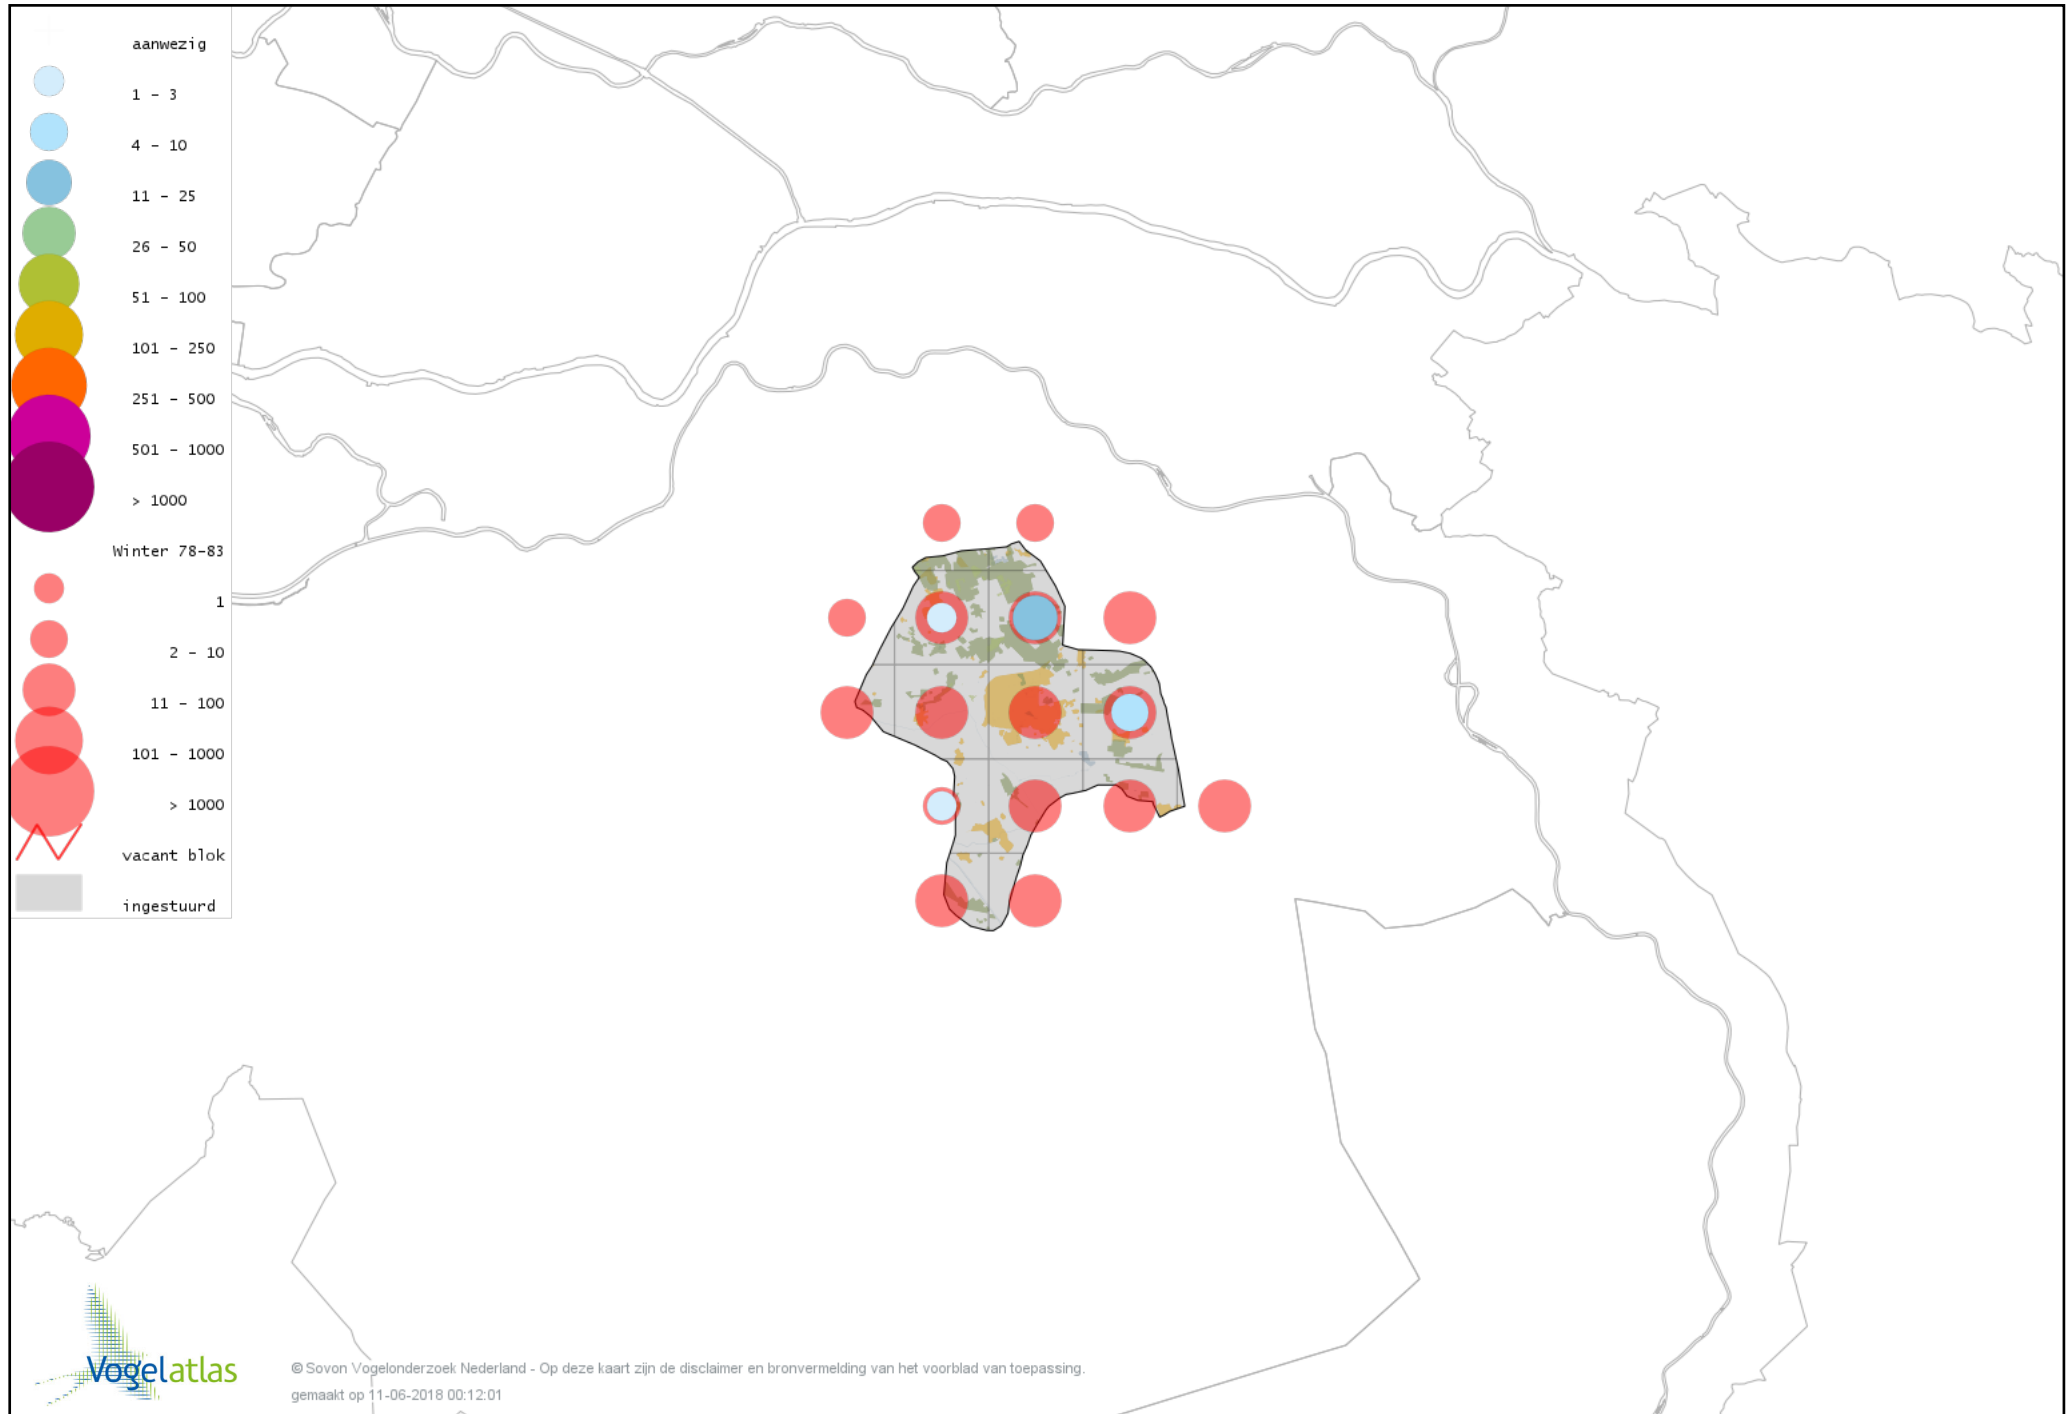 aanwezig
1 - 3
4 - 10
11 - 25
26 - 50
51 - 100
101 - 250
251 - 500
501 - 1000
> 1000
Winter 78-83
1
2 - 10
11 - 100
101 - 1000
> 1000
vacant blok
ingestuurd
Vogelatlas
© Sovon Vogelonderzoek Nederland - Op deze kaart zijn de disclaimer en bronvermelding van het voorblad van toepassing.
gemaakt op 11-06-2018 00:12:01